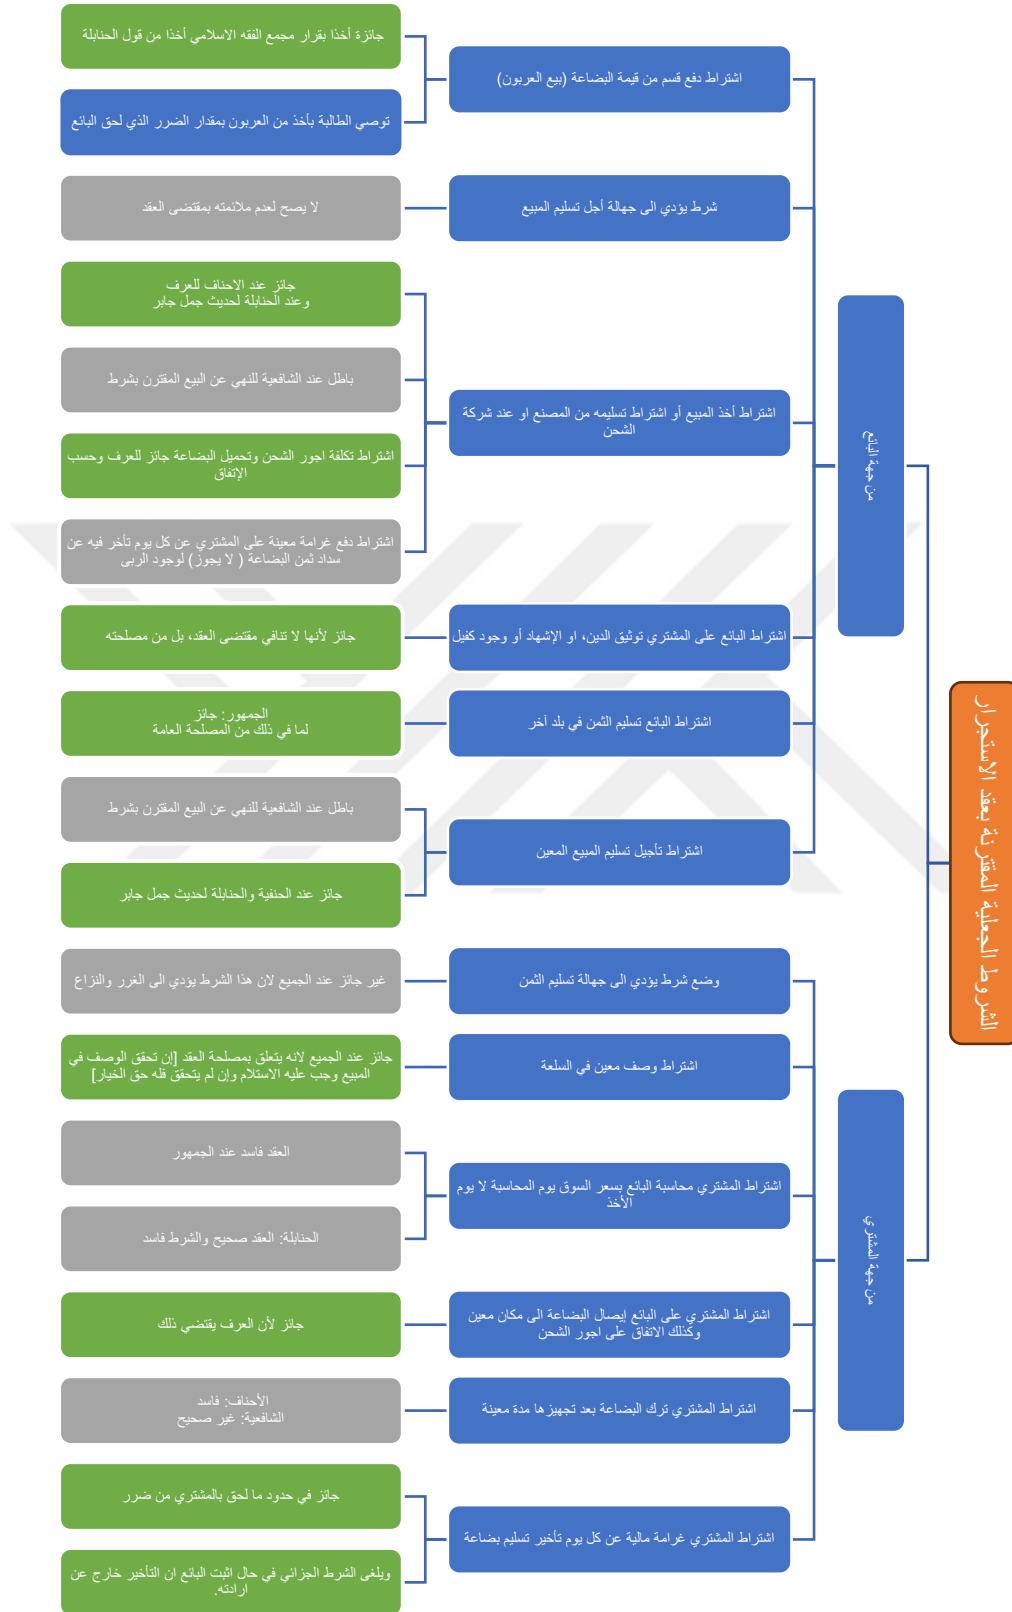 الشروط الجعلية المقترنة بعقد الاستجرار
من جهة البائع
اشتراط دفع قسم من قيمة البضاعة (بيع العربون)
جائزة أخذا بقرار مجمع الفقه الاسلامي أخذا من قول الحنابلة
توصي الطالبة بأخذ من العربون بمقدار الضرر الذي لحق البائع
شرط يؤدي الى جهالة أجل تسليم المبيع
لا يصح لعدم ملائمته بمقتضى العقد
اشتراط أخذ المبيع أو اشتراط تسليمه من المصنع او عند شركة
الشحن
جائز عند الاحناف للعرف
وعند الحنابلة لحديث جمل جابر
باطل عند الشافعية للنهي عن البيع المقترن بشرط
اشتراط تكلفة اجور الشحن وتحميل البضاعة جائز للعرف وحسب
الإتفاق
اشتراط دفع غرامة معينة على المشتري عن كل يوم تأخر فيه عن
سداد ثمن البضاعة ( لا يجوز) لوجود الربى
اشتراط البائع على المشتري توثيق الدين، او الإشهاد أو وجود كفيل
جائز لأنها لا تنافي مقتضى العقد، بل من مصلحته
اشتراط البائع تسليم الثمن في بلد أخر
الجمهور: جائز
لما في ذلك من المصلحة العامة
اشتراط تأجيل تسليم المبيع المعين
باطل عند الشافعية للنهي عن البيع المقترن بشرط
جائز عند الحنفية والحنابلة لحديث جمل جابر
من جهة المشتري
وضع شرط يؤدي الى جهالة تسليم الثمن
غير جائز عند الجميع لان هذا الشرط يؤدي الى الغرر والنزاع
اشتراط وصف معين في السلعة
جائز عند الجميع لانه يتعلق بمصلحة العقد [إن تحقق الوصف في
المبيع وجب عليه الاستلام وإن لم يتحقق فله حق الخيار]
اشتراط المشتري محاسبة البائع بسعر السوق يوم المحاسبة لا يوم
الأخذ
العقد فاسد عند الجمهور
الحنابلة: العقد صحيح والشرط فاسد
اشتراط المشتري على البائع إيصال البضاعة الى مكان معين
وكذلك الاتفاق على اجور الشحن
جائز لأن العرف يقتضي ذلك
اشتراط المشتري ترك البضاعة بعد تجهيزها مدة معينة
الأحناف: فاسد
الشافعية: غير صحيح
اشتراط المشتري غرامة مالية عن كل يوم تأخير تسليم بضاعة
جائز في حدود ما لحق بالمشتري من ضرر
ويلغى الشرط الجزائي في حال اثبت البائع ان التأخير خارج عن
ارادته.